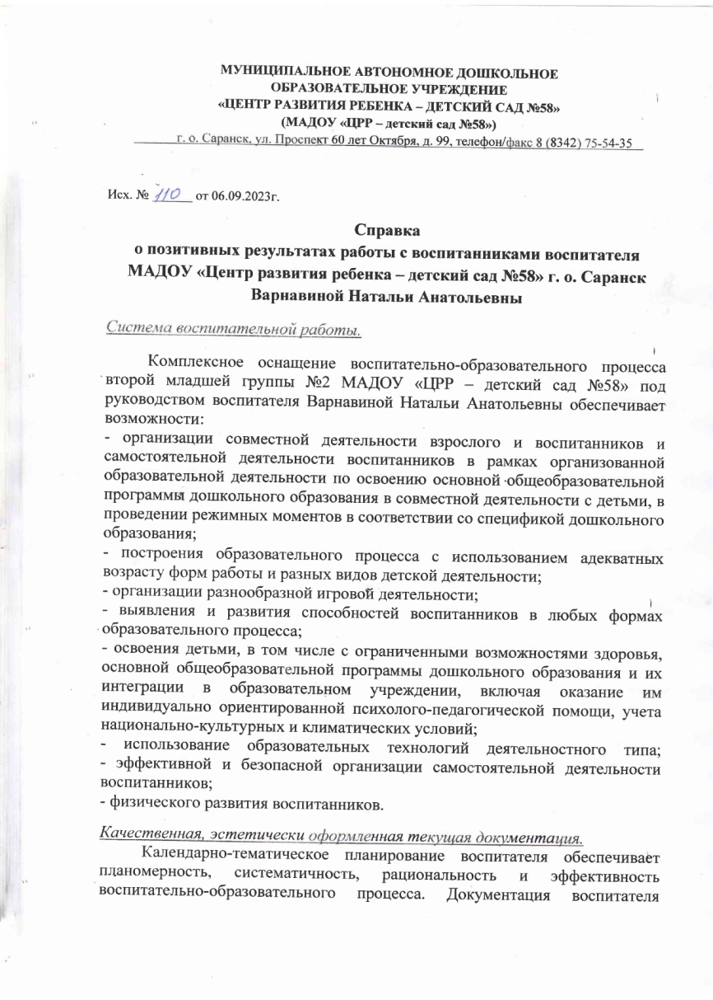 МУНИЦИПАЛЬНОЕ АВТОНОМНОЕ ДОШКОЛЬНОЕ
ОБРАЗОВАТЕЛЬНОЕ УЧРЕЖДЕНИЕ
«ЦЕНТР РАЗВИТИЯ РЕБЕНКА – ДЕТСКИЙ САД №58»
(МАДОУ «ЦРР – детский сад №58»)
г. о. Саранск, ул. Проспект 60 лет Октября, д. 99, телефон/факс 8 (8342) 75-54-35
Исх. № 110 от 06.09.2023г.
Справка
о позитивных результатах работы с воспитанниками воспитателя
МАДОУ «Центр развития ребенка – детский сад №58» г. о. Саранск
Варнавиной Натальи Анатольевны
Система воспитательной работы.
Комплексное оснащение воспитательно-образовательного процесса
второй младшей группы №2 МАДОУ «ЦРР – детский сад №58» под
руководством воспитателя Варнавиной Натальи Анатольевны обеспечивает
возможности:
- организации совместной деятельности взрослого и воспитанников и
самостоятельной деятельности воспитанников в рамках организованной
образовательной деятельности по освоению основной общеобразовательной
программы дошкольного образования в совместной деятельности с детьми, в
проведении режимных моментов в соответствии со спецификой дошкольного
образования;
- построения образовательного процесса с использованием адекватных
возрасту форм работы и разных видов детской деятельности;
- организации разнообразной игровой деятельности;
- выявления и развития способностей воспитанников в любых формах
образовательного процесса;
- освоения детьми, в том числе с ограниченными возможностями здоровья,
основной общеобразовательной программы дошкольного образования и их
интеграции в образовательном учреждении, включая оказание им
индивидуально ориентированной психолого-педагогической помощи, учета
национально-культурных и климатических условий;
- использование образовательных технологий деятельностного типа;
- эффективной и безопасной организации самостоятельной деятельности
воспитанников;
- физического развития воспитанников.
Качественная, эстетически оформленная текущая документация.
Календарно-тематическое планирование воспитателя обеспечивает
планомерность, систематичность, рациональность и эффективность
воспитательно-образовательного процесса. Документация воспитателя